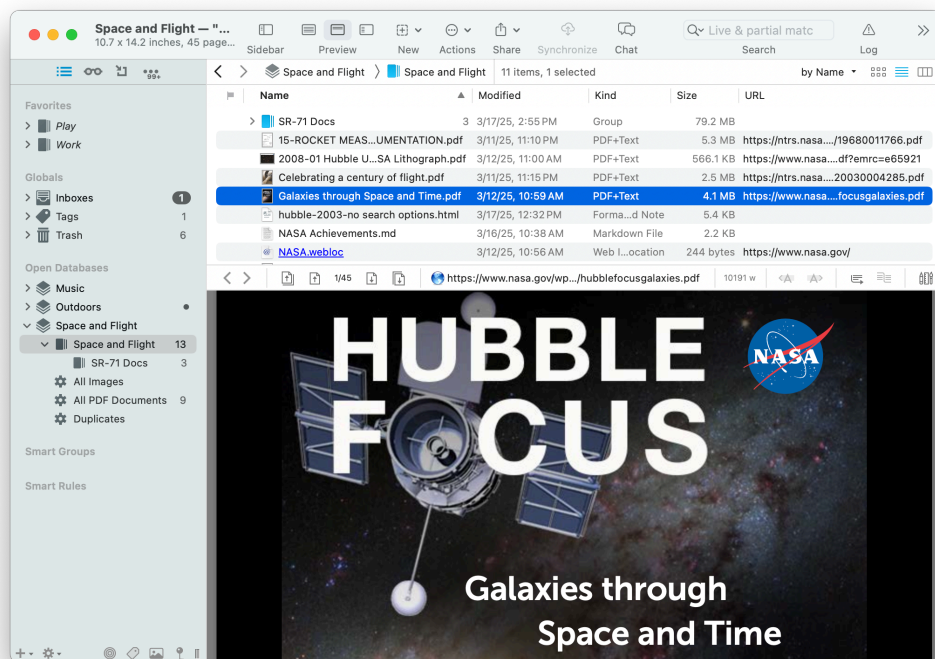 Space and Flight — "...
10.7 x 14.2 inches, 45 page...
Sidebar
Preview
New
Actions
Share
Synchronize
Chat
Live & partial matc
Search
Log
99+
Space and Flight
Space and Flight
11 items, 1 selected
by Name
Favorites
Play
Work
Globals
Inboxes 1
Tags 1
Trash 6
Open Databases
Music
Outdoors
Space and Flight
Space and Flight 13
SR-71 Docs 3
All Images
All PDF Documents 9
Duplicates
Smart Groups
Smart Rules
Name Modified Kind Size URL
SR-71 Docs 3 3/17/25, 2:55 PM Group 79.2 MB
15-ROCKET MEAS...UMENTATION.pdf 3/11/25, 11:10 PM PDF+Text 5.3 MB https://ntrs.nasa..../19680011766.pdf
2008-01 Hubble U...SA Lithograph.pdf 3/12/25, 11:00 AM PDF+Text 566.1 KB https://www.nasa....df?emrc=e65921
Celebrating a century of flight.pdf 3/11/25, 11:15 PM PDF+Text 2.5 MB https://ntrs.nasa....20030004285.pdf
Galaxies through Space and Time.pdf 3/12/25, 10:59 AM PDF+Text 4.1 MB https://www.nasa....focusgalaxies.pdf
hubble-2003-no search options.html 3/17/25, 12:32 PM Forma...d Note 5.4 KB
NASA Achievements.md 3/16/25, 10:38 AM Markdown File 2.2 KB
NASA.webloc 3/12/25, 10:56 AM Web l...ocation 244 bytes https://www.nasa.gov/
1/45
https://www.nasa.gov/wp.../hubblefocusgalaxies.pdf
10191 w
HUBBLE
FOCUS
NASA
Galaxies through
Space and Time